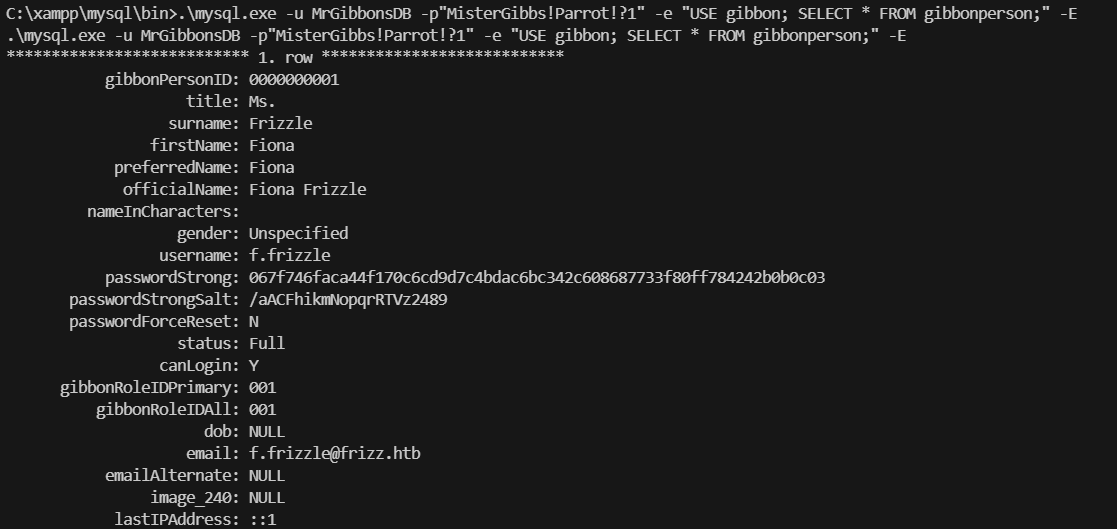 C:\xampp\mysql\bin>.\mysql.exe -u MrGibbonsDB -p"MisterGibbs!Parrot!?1" -e "USE gibbon; SELECT * FROM gibbonperson;" -E
.\mysql.exe -u MrGibbonsDB -p"MisterGibbs!Parrot!?1" -e "USE gibbon; SELECT * FROM gibbonperson;" -E
*************************** 1. row ***************************
gibbonPersonID: 0000000001
title: Ms.
surname: Frizzle
firstName: Fiona
preferredName: Fiona
officialName: Fiona Frizzle
nameInCharacters:
gender: Unspecified
username: f.frizzle
passwordStrong: 067f746faca44f170c6cd9d7c4bdac6bc342c608687733f80ff784242b0b0c03
passwordStrongSalt: /aACFhikmNopqrRTVz2489
passwordForceReset: N
status: Full
canLogin: Y
gibbonRoleIDPrimary: 001
gibbonRoleIDAll: 001
dob: NULL
email: f.frizzle@frizz.htb
emailAlternate: NULL
image_240: NULL
lastIPAddress: ::1